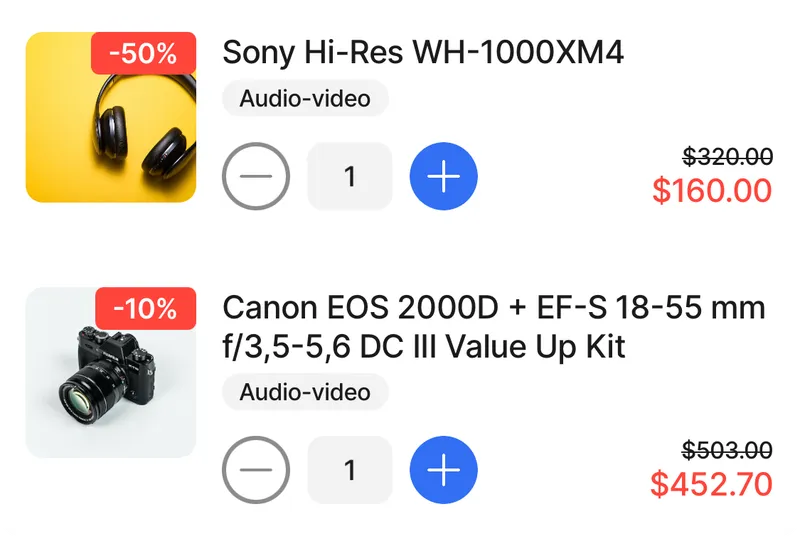 -50%
Sony Hi-Res WH-1000XM4
Audio-video
1
$320.00
$160.00
-10%
Canon EOS 2000D + EF-S 18-55 mm
f/3,5-5,6 DC III Value Up Kit
Audio-video
1
$503.00
$452.70